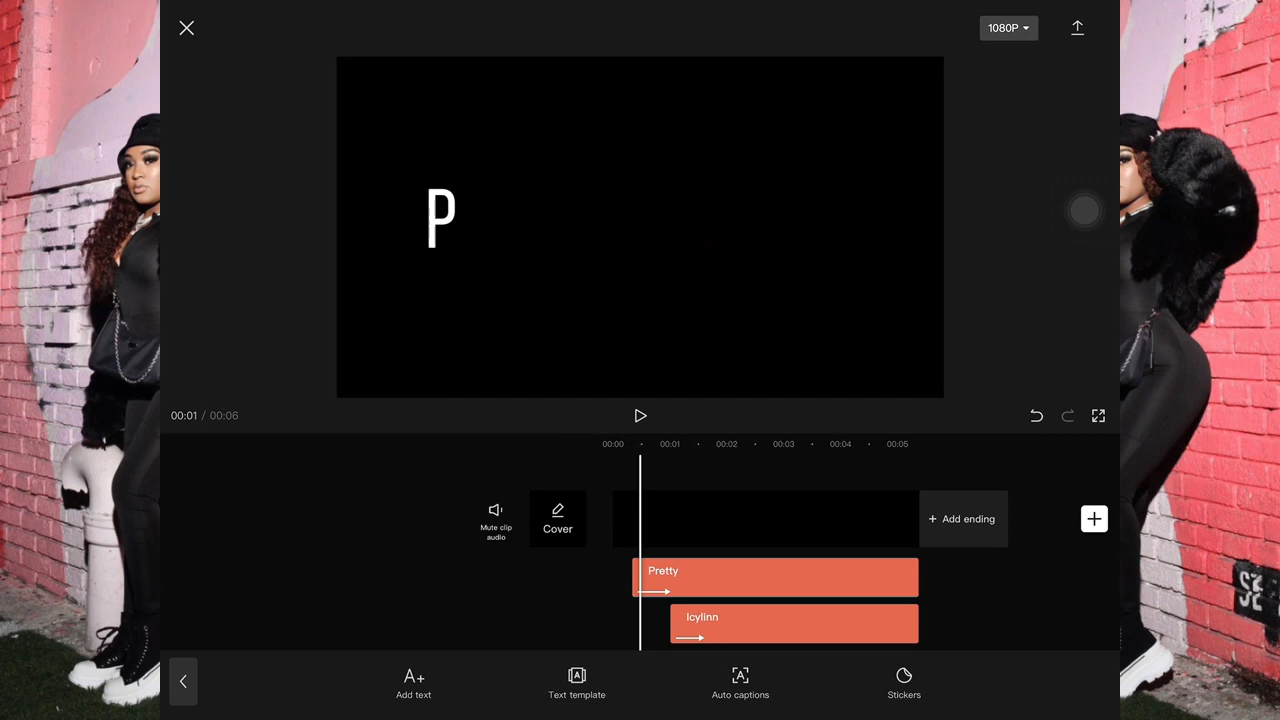 1080P
P
00:01 / 00:06
00:00 00:01 00:02 00:03 00:04 00:05
Mute clip
audio
Cover
+ Add ending
Pretty
Icylinn
A+
Add text
A
Text template
A
Auto captions
Stickers